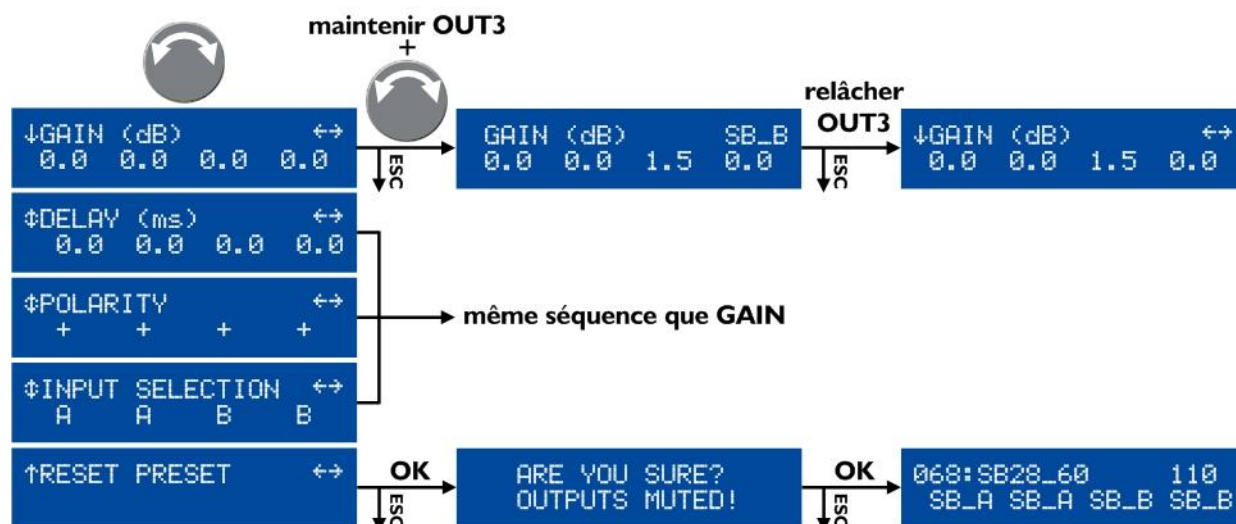 maintenir OUT3
+
relâcher
OUT3
↓GAIN (dB) ↔
0.0 0.0 0.0 0.0
ESC
GAIN (dB) SB_B
0.0 0.0 1.5 0.0
ESC
↓GAIN (dB) ↔
0.0 0.0 1.5 0.0
↕DELAY (ms) ↔
0.0 0.0 0.0 0.0
↕POLARITY ↔
+ + + +
même séquence que GAIN
↕INPUT SELECTION ↔
A A B B
↑RESET PRESET ↔
OK
ESC
ARE YOU SURE?
OUTPUTS MUTED!
OK
ESC
068:SB28_60 110
SB_A SB_A SB_B SB_B